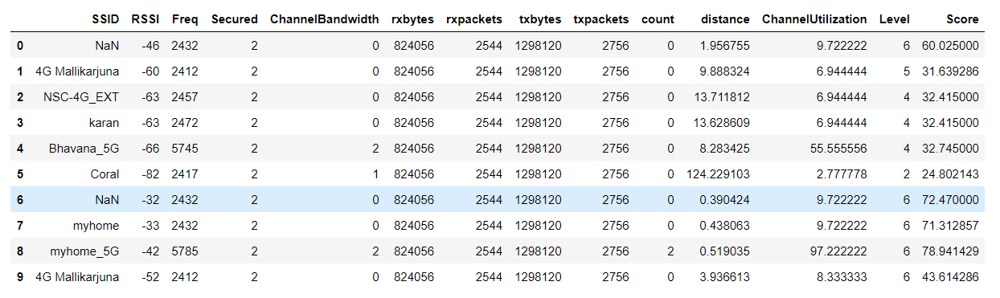 SSID RSSI Freq Secured ChannelBandwidth rxbytes rxpackets txbytes txpackets count distance ChannelUtilization Level Score
0 NaN -46 2432 2 0 824056 2544 1298120 2756 0 1.956755 9.722222 6 60.025000
1 4G Mallikarjuna -60 2412 2 0 824056 2544 1298120 2756 0 9.888324 6.944444 5 31.639286
2 NSC-4G_EXT -63 2457 2 0 824056 2544 1298120 2756 0 13.711812 6.944444 4 32.415000
3 karan -63 2472 2 0 824056 2544 1298120 2756 0 13.628609 6.944444 4 32.415000
4 Bhavana_5G -66 5745 2 2 824056 2544 1298120 2756 0 8.283425 55.555556 4 32.745000
5 Coral -82 2417 2 1 824056 2544 1298120 2756 0 124.229103 2.777778 2 24.802143
6 NaN -32 2432 2 0 824056 2544 1298120 2756 0 0.390424 9.722222 6 72.470000
7 myhome -33 2432 2 0 824056 2544 1298120 2756 0 0.438063 9.722222 6 71.312857
8 myhome_5G -42 5785 2 2 824056 2544 1298120 2756 2 0.519035 97.222222 6 78.941429
9 4G Mallikarjuna -52 2412 2 0 824056 2544 1298120 2756 0 3.936613 8.333333 6 43.614286